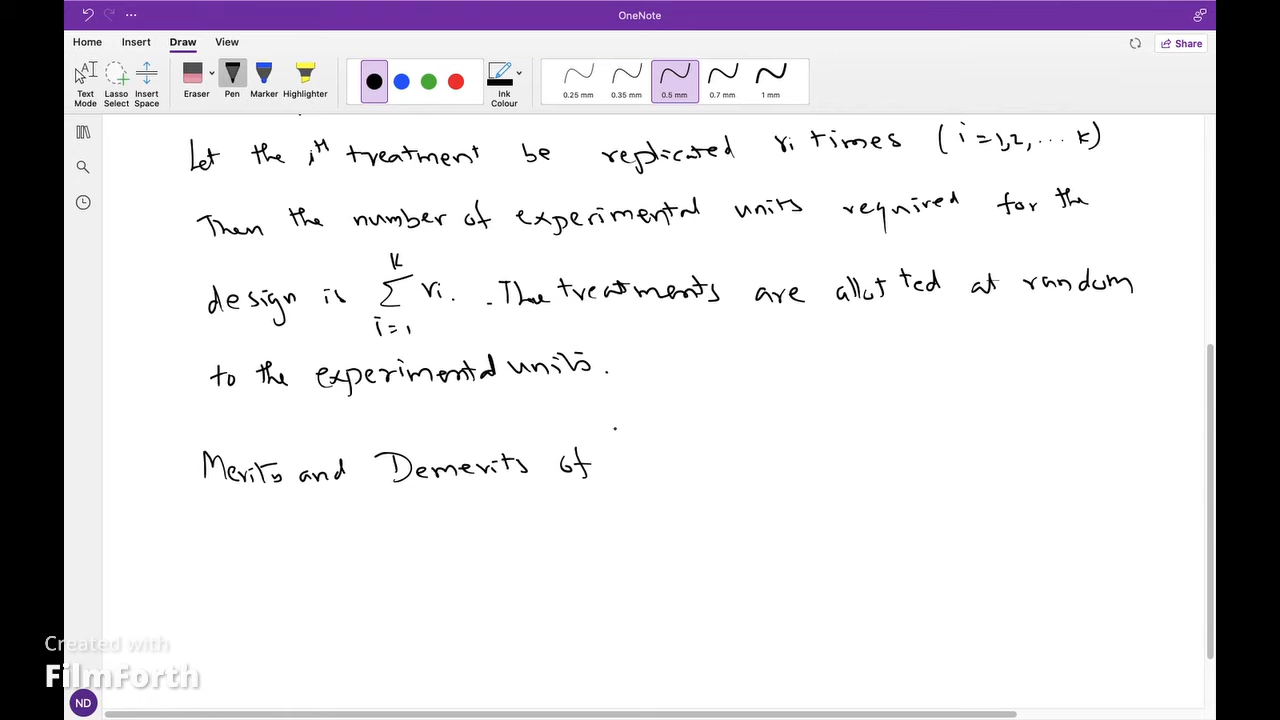 OneNote
Home Insert Draw View
Share
Text Mode
Lasso Select
Insert Space
Eraser
Pen
Marker
Highlighter
Ink Colour
0.25 mm
0.35 mm
0.5 mm
0.7 mm
1 mm
Let the ith treatment be replicated ri times (i = 1,2, ... k)
Then the number of experimental units required for the
design is k∑i=1 ri. The treatments are allotted at random
to the experimental units.
Merits and Demerits of
Created with
FilmForth
ND